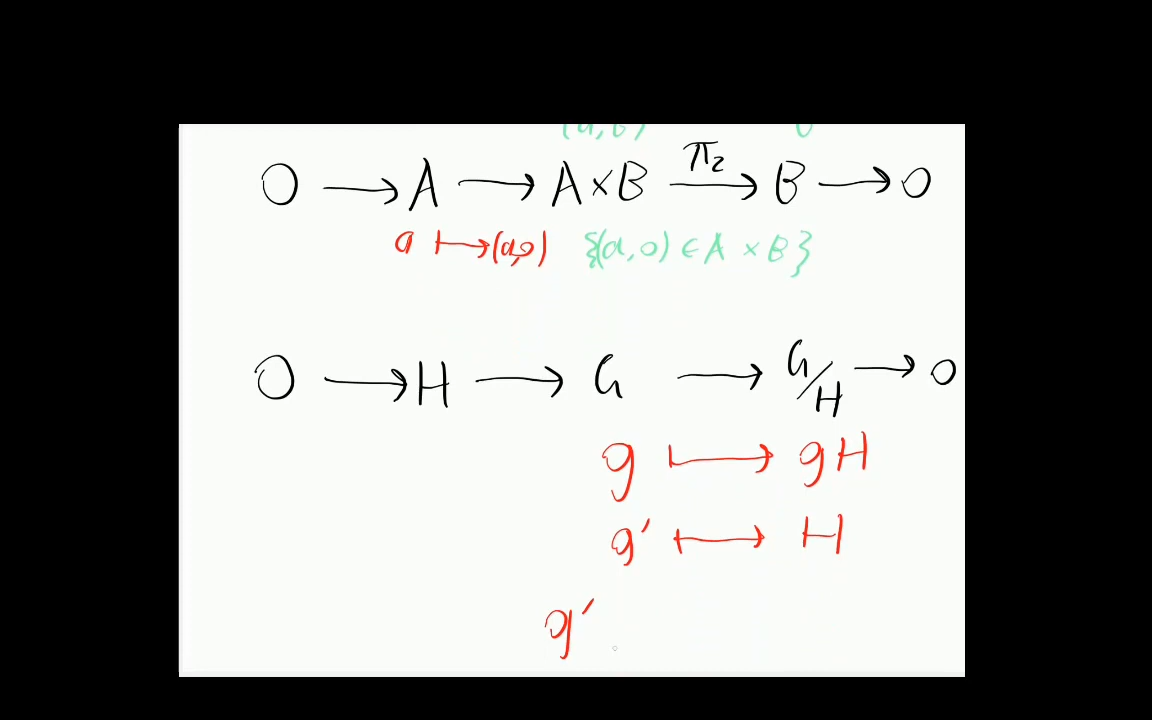 (a,b) b
0 → A → A×B →π₂ B → 0
a ↦ (a,0) {(a,0) ∈ A × B}
0 → H → G → G/H → 0
g ↦ gH
g′ ↦ H
g′